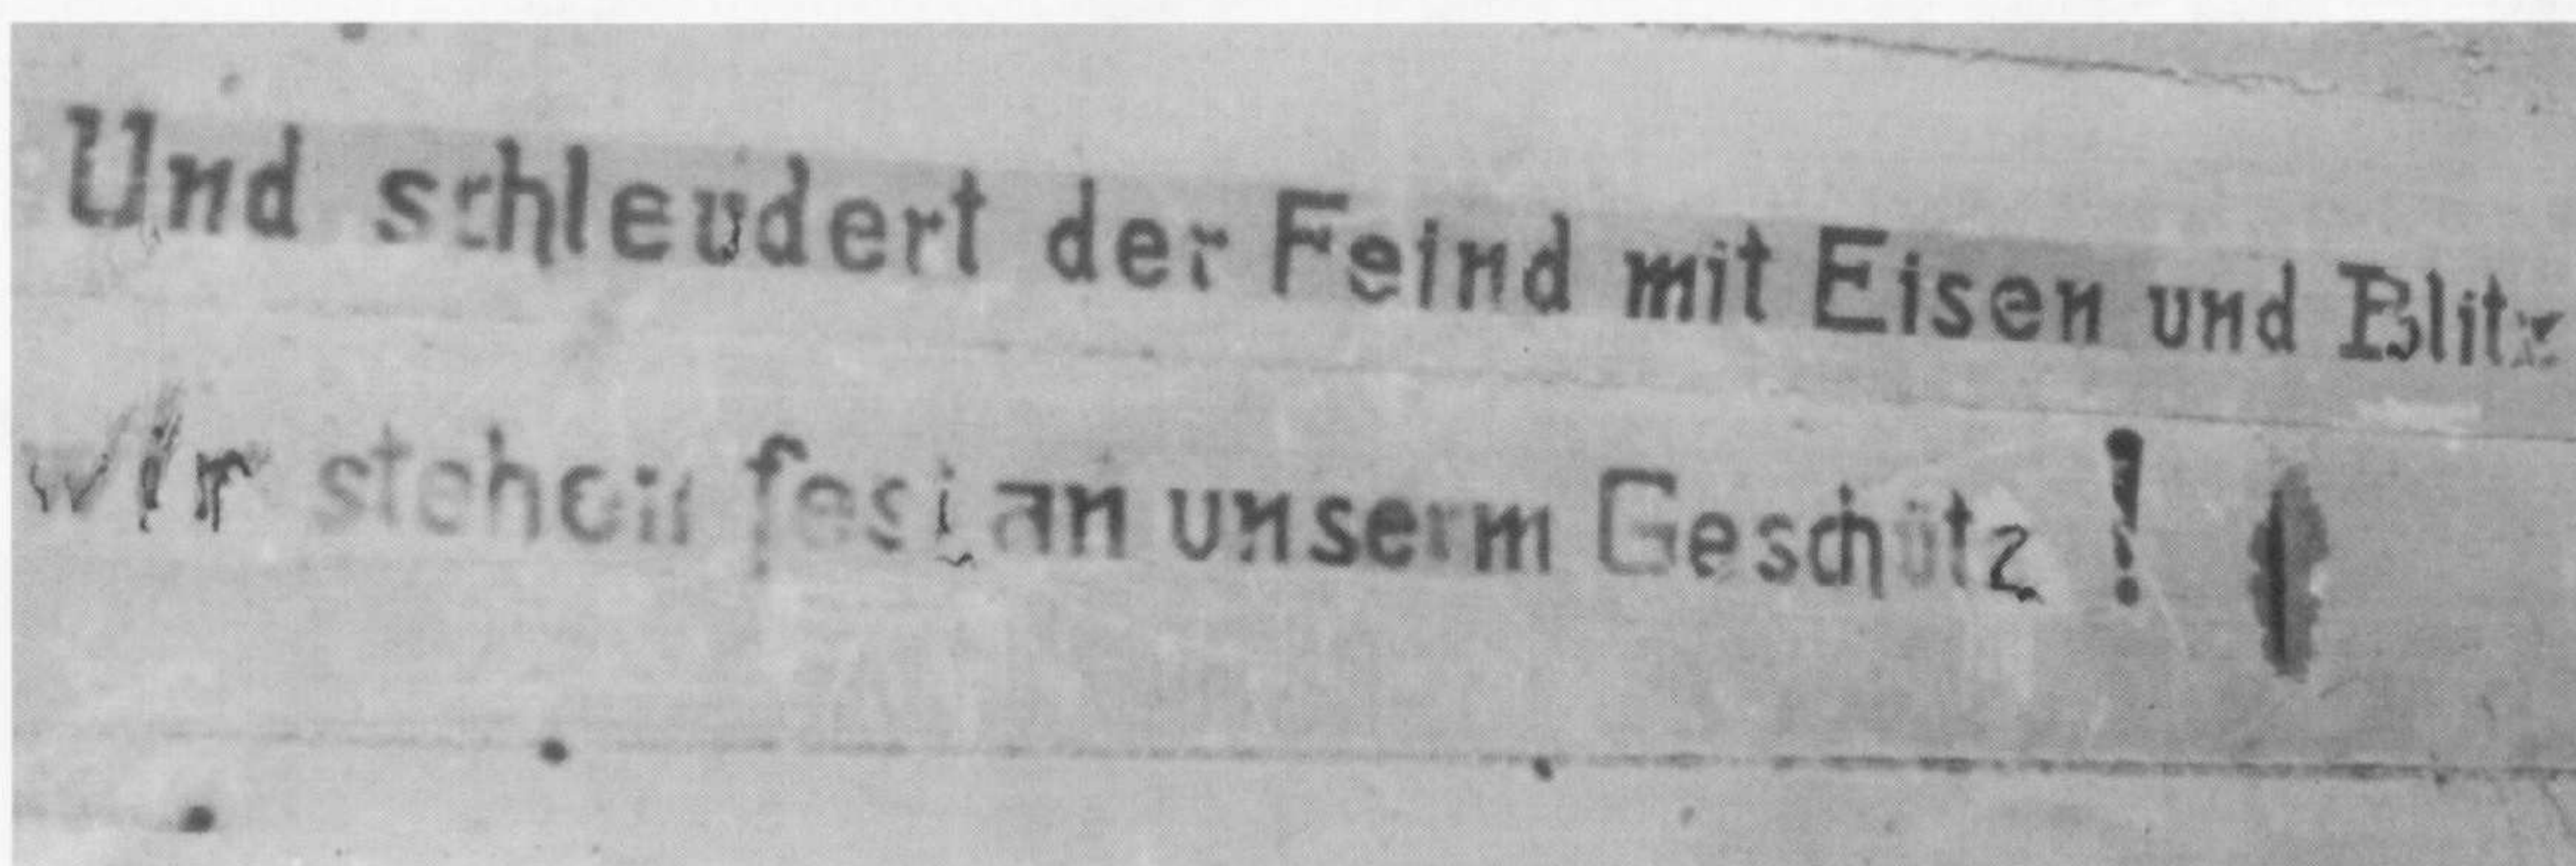 Und schleudert der Feind mit Eisen und Blitz
wir stehen fest an unserm Geschütz!